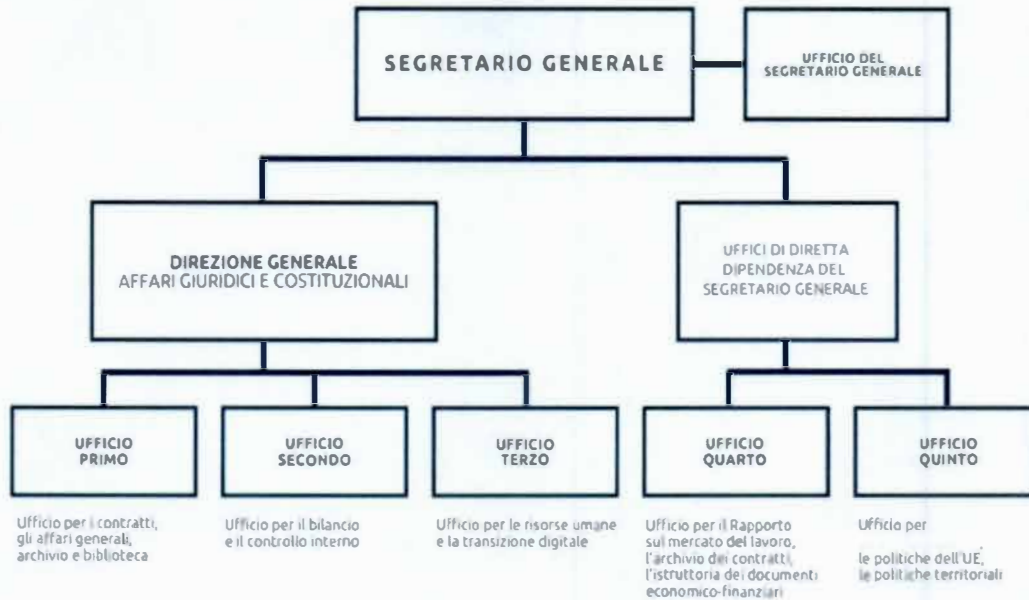 SEGRETARIO GENERALE
UFFICIO DEL
SEGRETARIO GENERALE
DIREZIONE GENERALE
AFFARI GIURIDICI E COSTITUZIONALI
UFFICI DI DIRETTA
DIPENDENZA DEL
SEGRETARIO GENERALE
UFFICIO
PRIMO
UFFICIO
SECONDO
UFFICIO
TERZO
UFFICIO
QUARTO
UFFICIO
QUINTO
Ufficio per i contratti,
gli affari generali,
archivio e biblioteca
Ufficio per il bilancio
e il controllo interno
Ufficio per le risorse umane
e la transizione digitale
Ufficio per il Rapporto
sul mercato del lavoro,
l'archivio dei contratti,
l'istruttoria dei documenti
economico-finanziari
Ufficio per
le politiche dell'UE,
le politiche territoriali